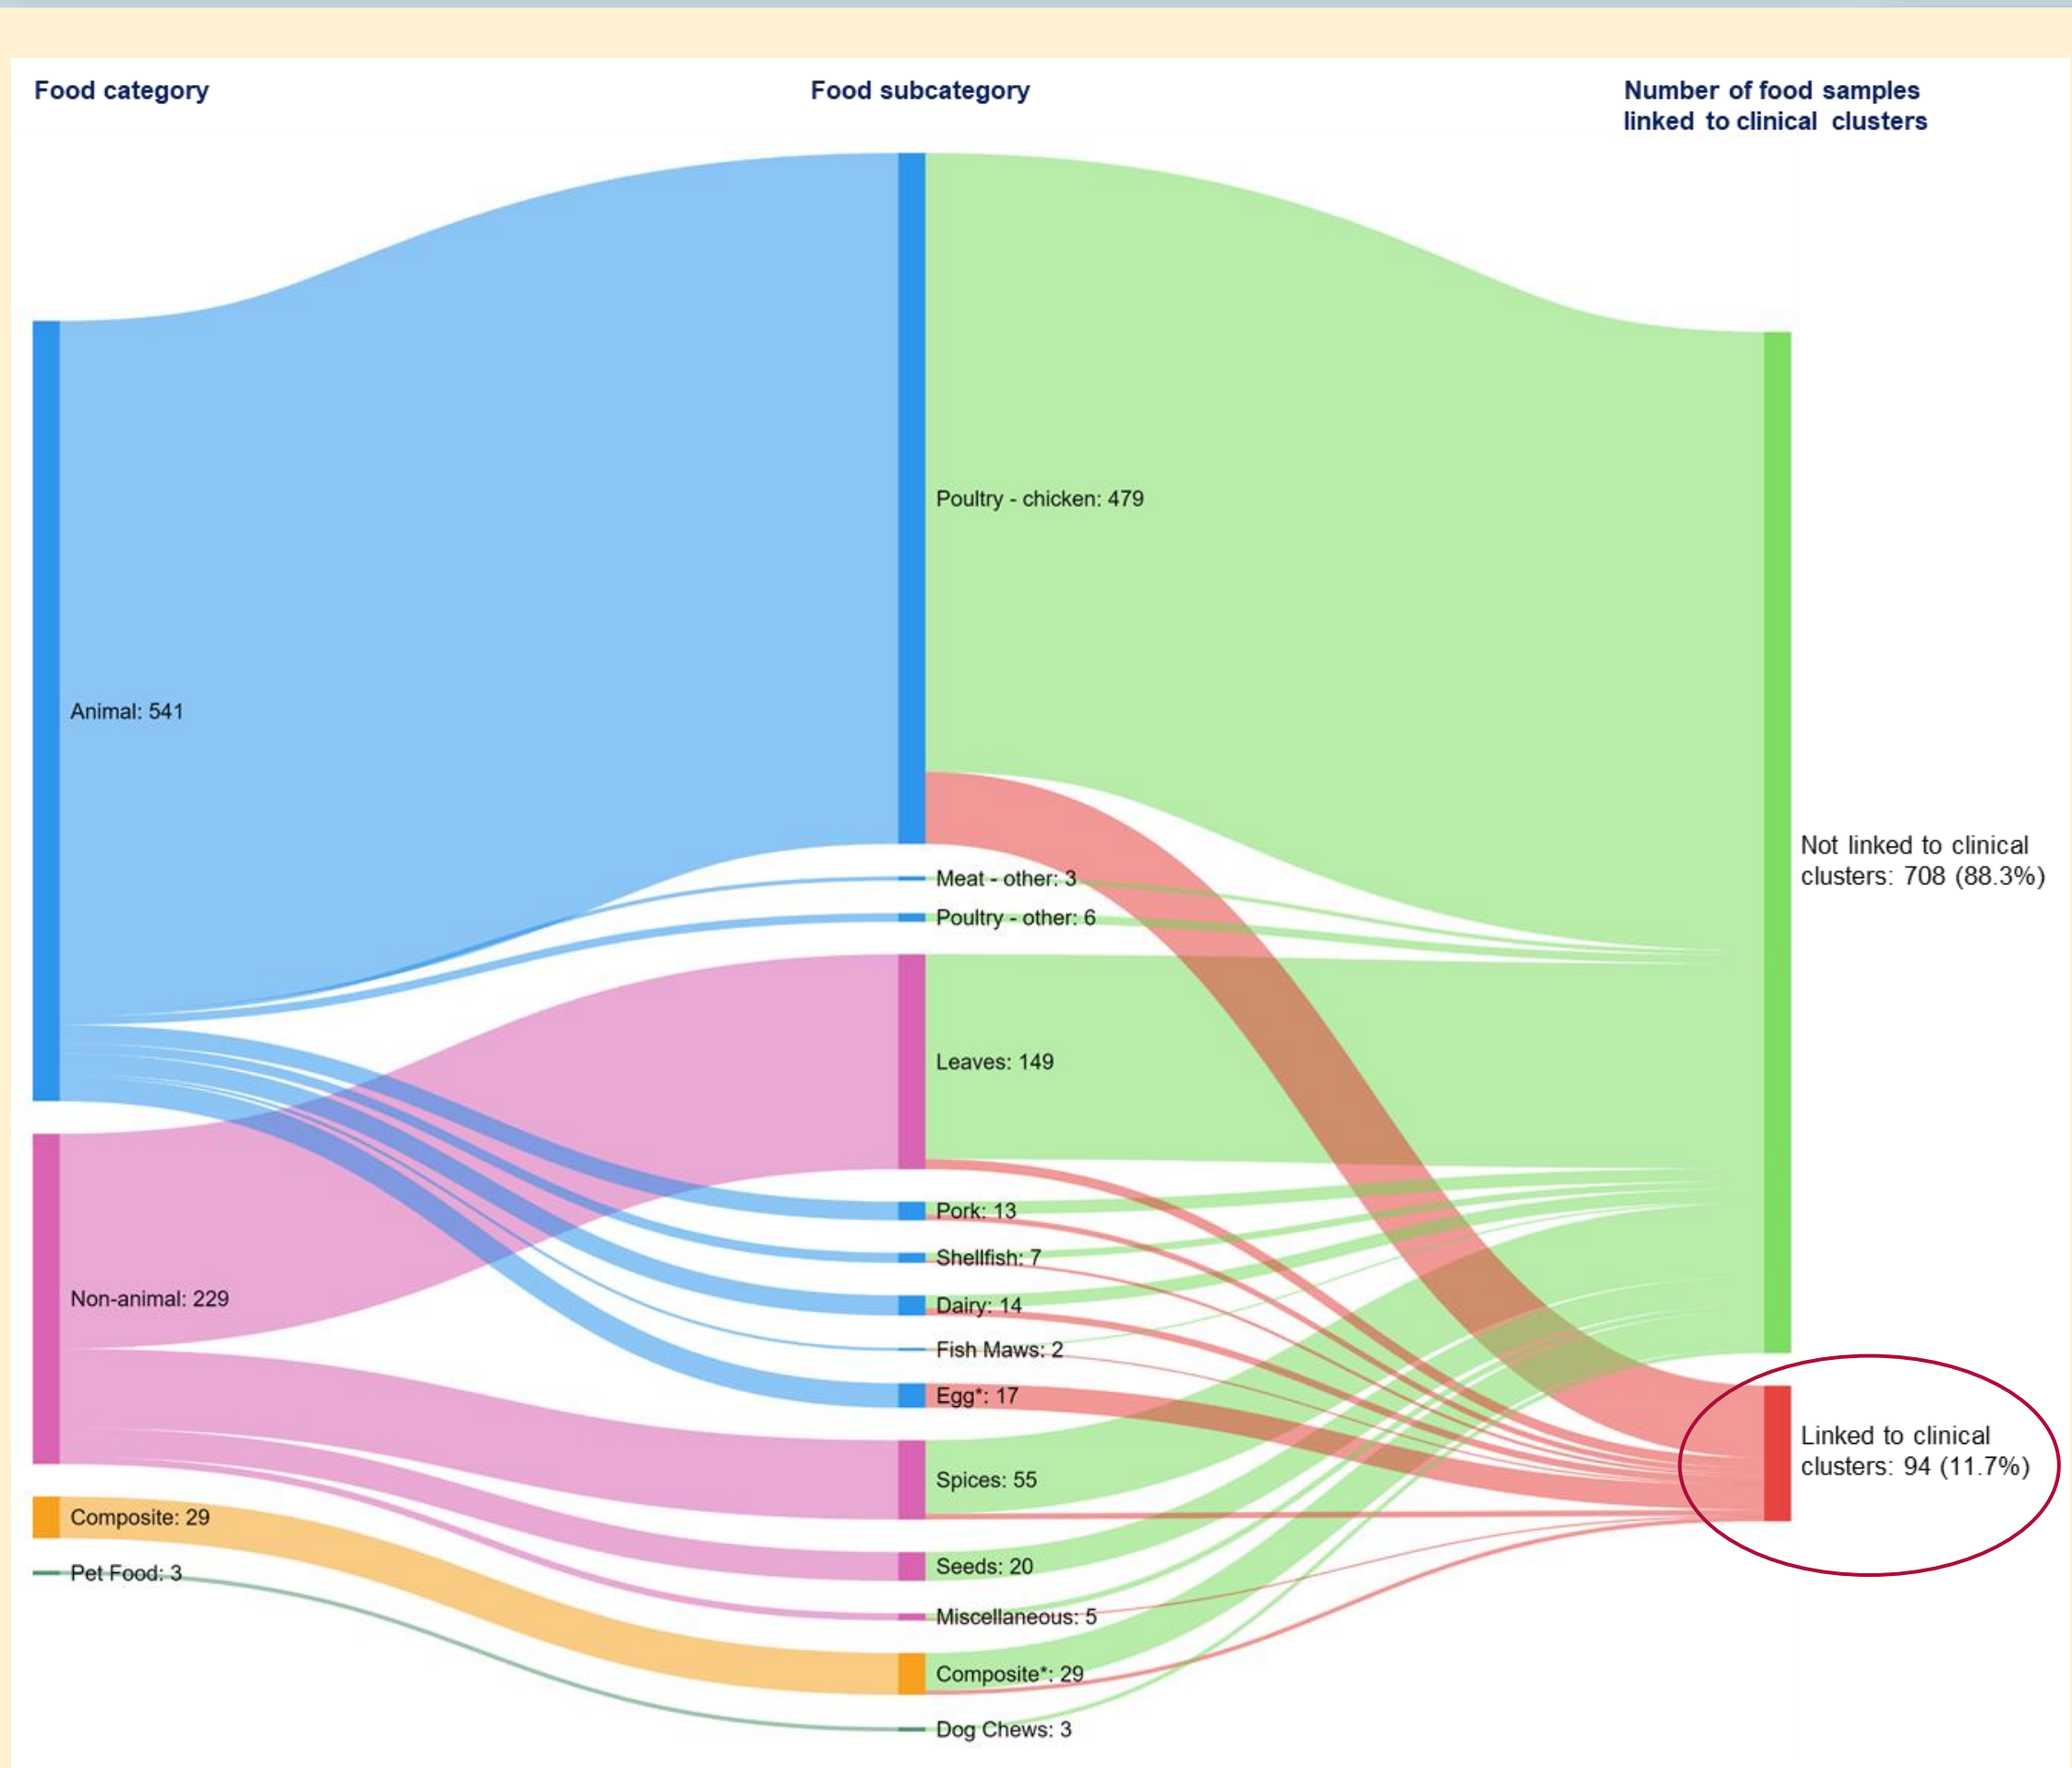 Food category
Food subcategory
Number of food samples
linked to clinical clusters
Animal: 541
Non-animal: 229
Composite: 29
Pet Food: 3
Poultry - chicken: 479
Meat - other: 3
Poultry - other: 6
Leaves: 149
Pork: 13
Shellfish: 7
Dairy: 14
Fish Maws: 2
Egg*: 17
Spices: 55
Seeds: 20
Miscellaneous: 5
Composite*: 29
Dog Chews: 3
Not linked to clinical
clusters: 708 (88.3%)
Linked to clinical
clusters: 94 (11.7%)